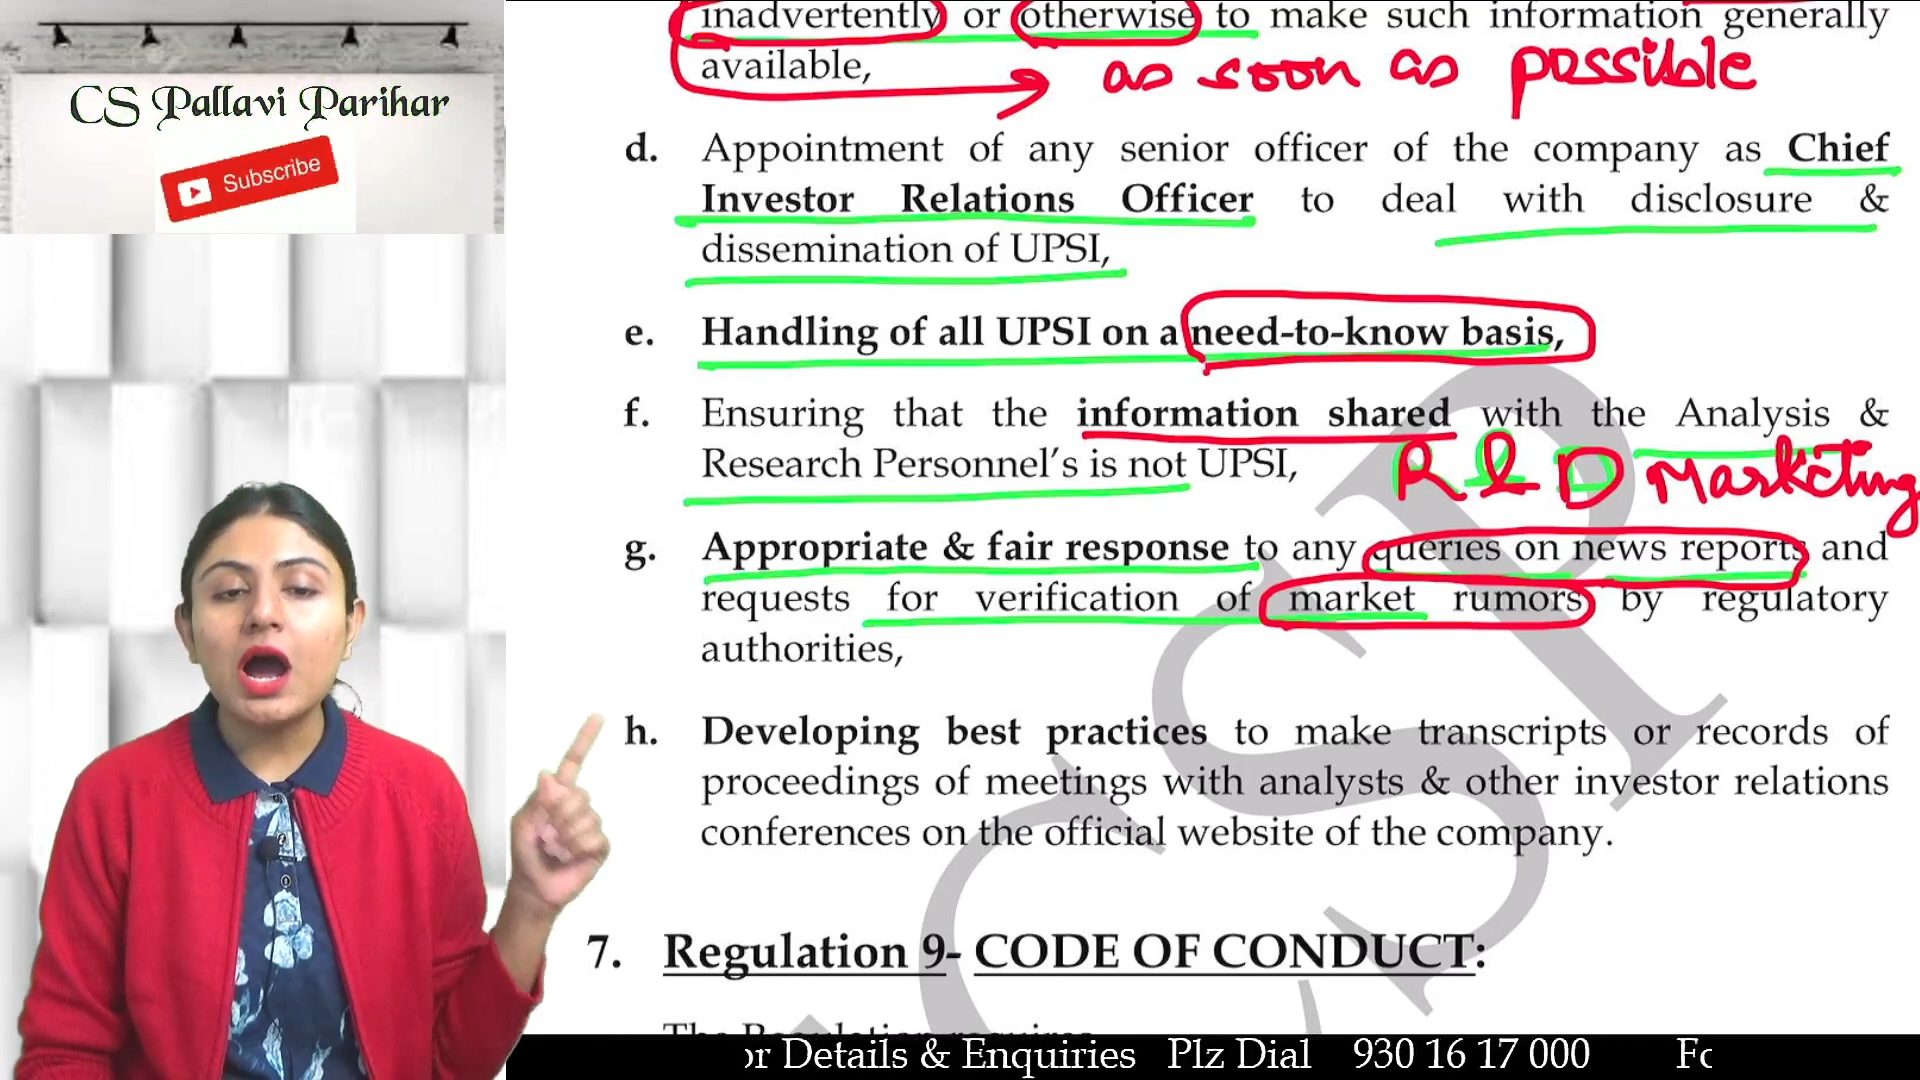 CS Pallavi Parihar
Subscribe
inadvertently or otherwise to make such information generally
available,
as soon as possible
d. Appointment of any senior officer of the company as Chief
Investor Relations Officer to deal with disclosure &
dissemination of UPSI,
e. Handling of all UPSI on a need-to-know basis,
f. Ensuring that the information shared with the Analysis &
Research Personnel's is not UPSI,
R & D Marketing
g. Appropriate & fair response to any queries on news reports and
requests for verification of market rumors by regulatory
authorities,
h. Developing best practices to make transcripts or records of
proceedings of meetings with analysts & other investor relations
conferences on the official website of the company.
7. Regulation 9- CODE OF CONDUCT:
The Regulation requires
or Details & Enquiries Plz Dial 930 16 17 000 Fo
CSP